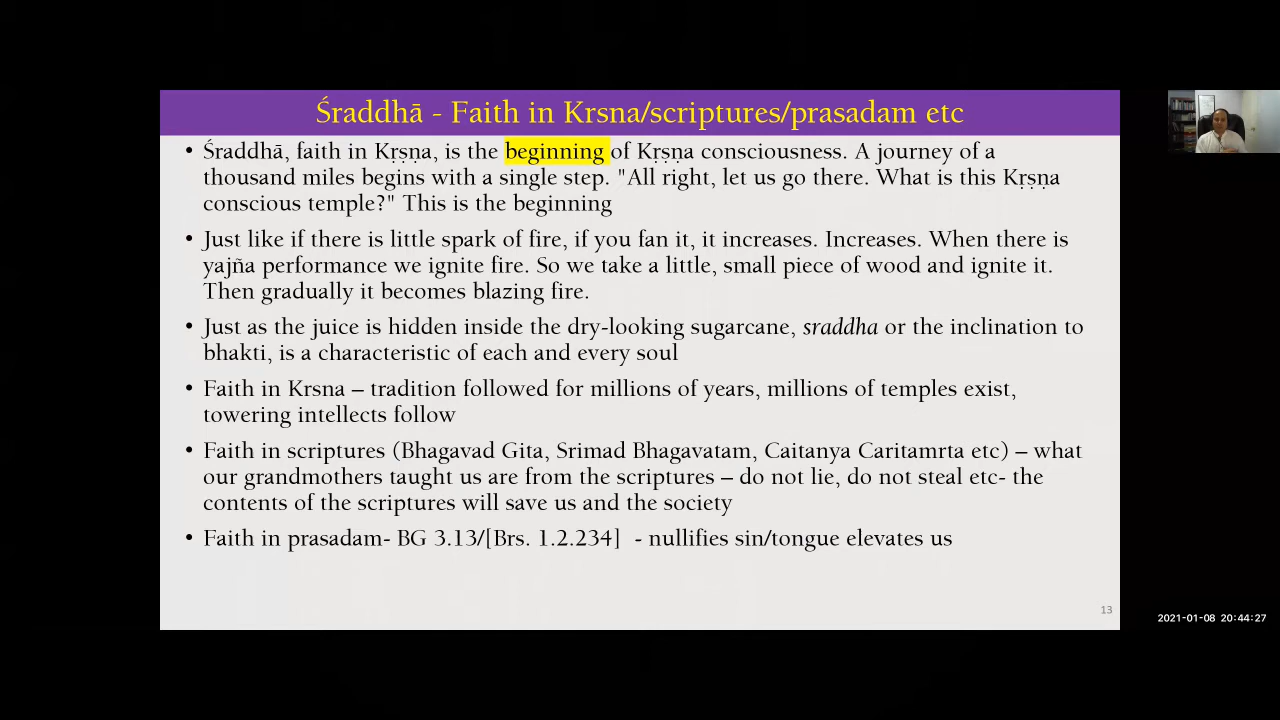 Śraddhā - Faith in Krsna/scriptures/prasadam etc
• Śraddhā, faith in Kṛṣṇa, is the beginning of Kṛṣṇa consciousness. A journey of a
thousand miles begins with a single step. "All right, let us go there. What is this Kṛṣṇa
conscious temple?" This is the beginning
• Just like if there is little spark of fire, if you fan it, it increases. Increases. When there is
yajña performance we ignite fire. So we take a little, small piece of wood and ignite it.
Then gradually it becomes blazing fire.
• Just as the juice is hidden inside the dry-looking sugarcane, sraddha or the inclination to
bhakti, is a characteristic of each and every soul
• Faith in Krsna – tradition followed for millions of years, millions of temples exist,
towering intellects follow
• Faith in scriptures (Bhagavad Gita, Srimad Bhagavatam, Caitanya Caritamrta etc) – what
our grandmothers taught us are from the scriptures – do not lie, do not steal etc- the
contents of the scriptures will save us and the society
• Faith in prasadam- BG 3.13/[Brs. 1.2.234] - nullifies sin/tongue elevates us
13
2021-01-08 20:44:27